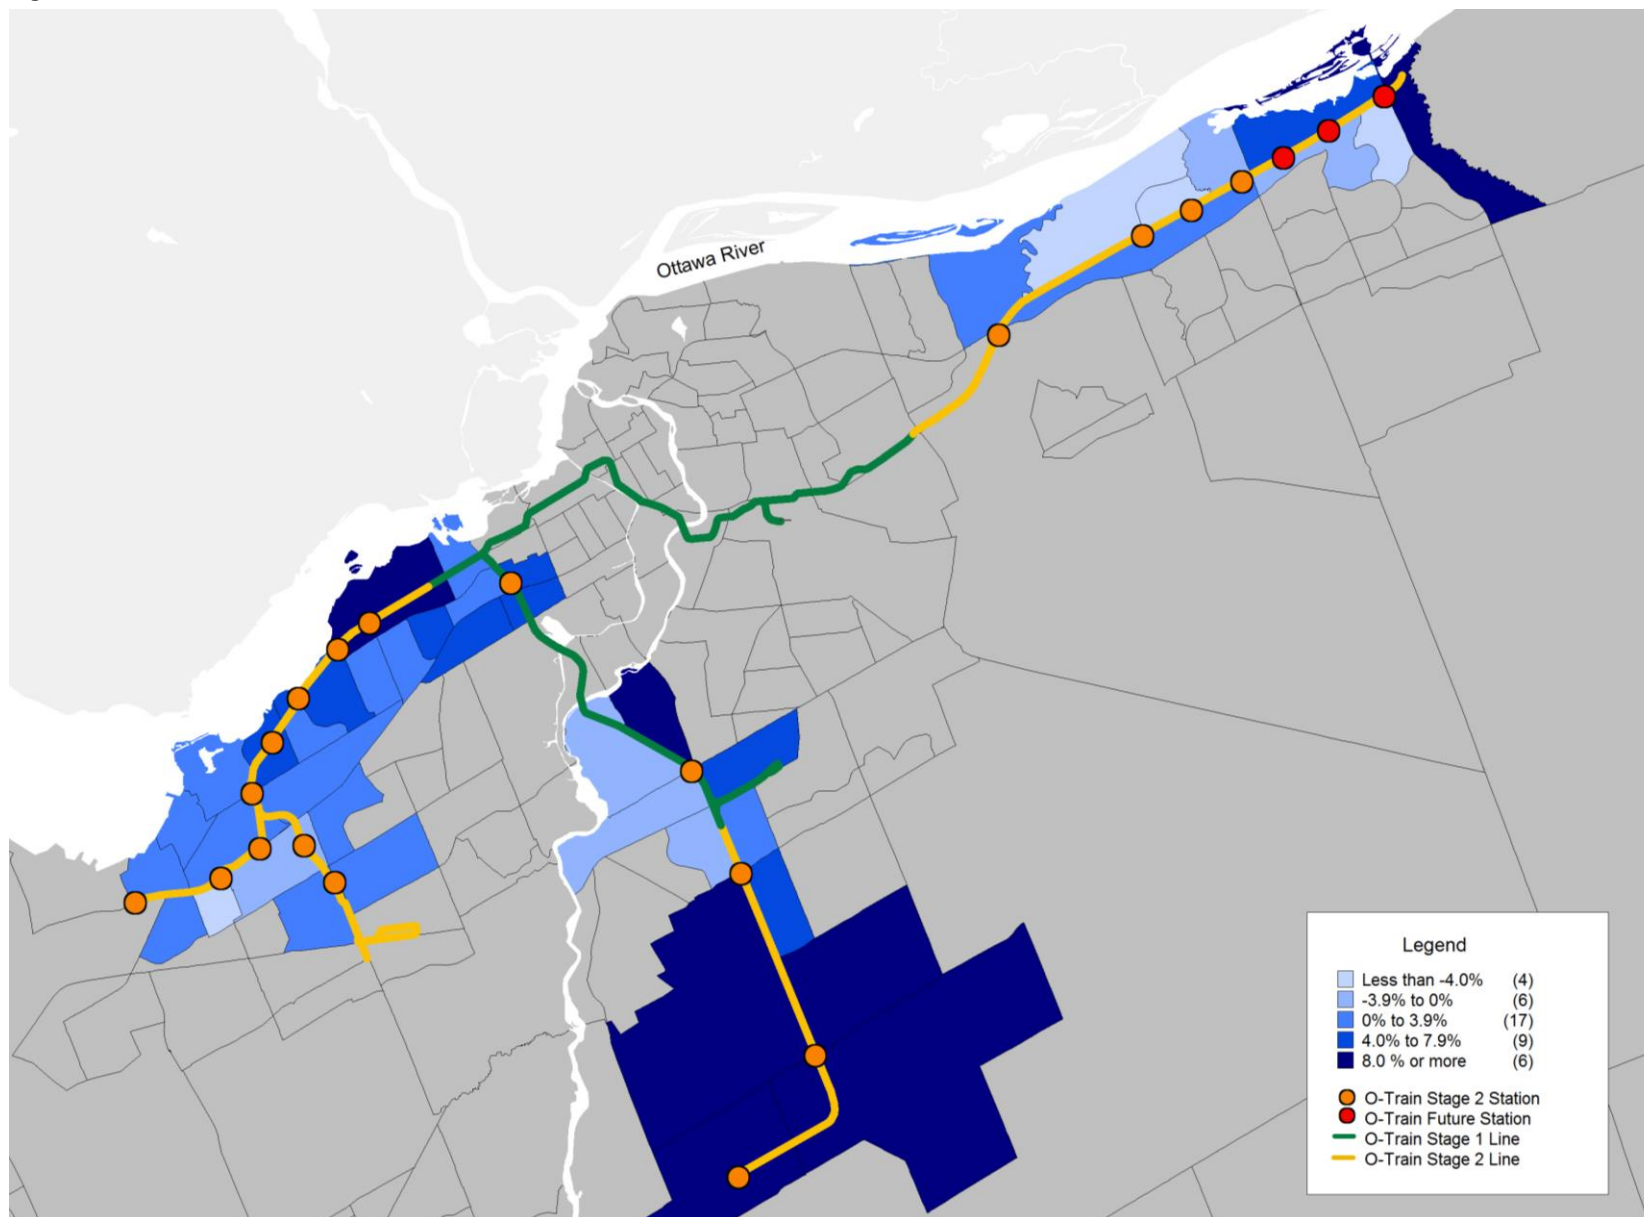 Ottawa River
Legend
Less than -4.0% (4)
-3.9% to 0% (6)
0% to 3.9% (17)
4.0% to 7.9% (9)
8.0 % or more (6)
O-Train Stage 2 Station
O-Train Future Station
O-Train Stage 1 Line
O-Train Stage 2 Line